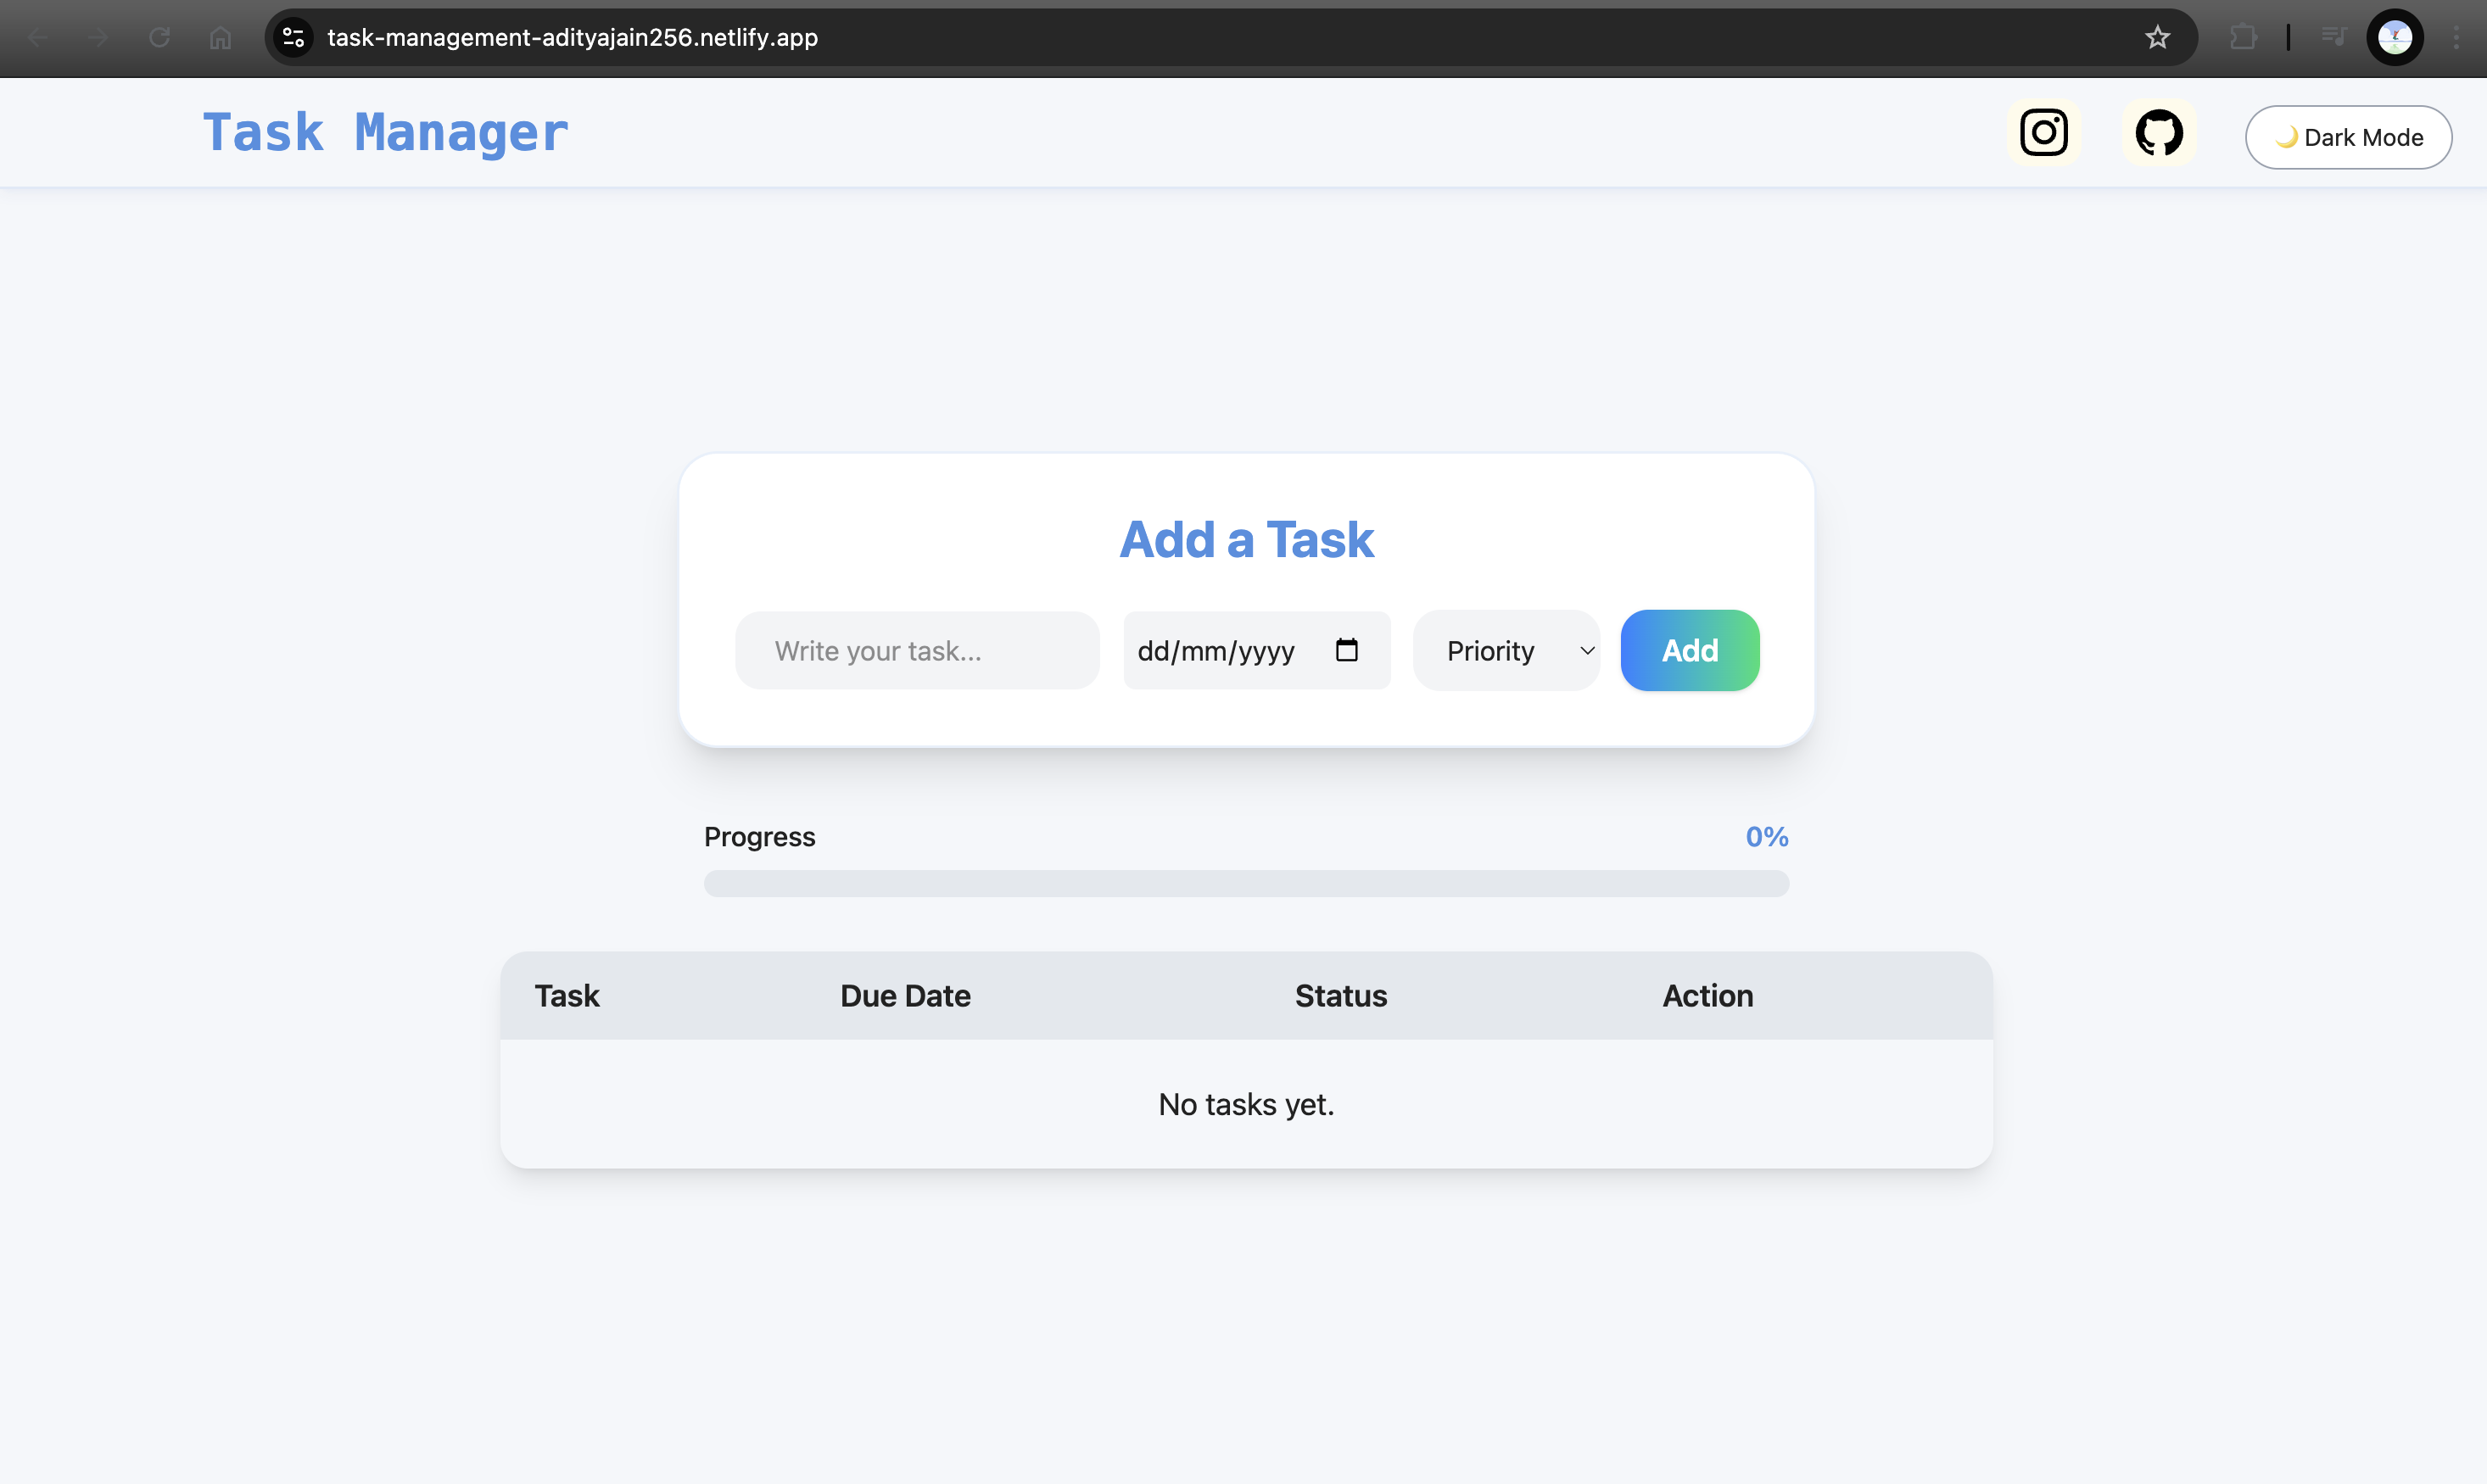 task-management-adityajain256.netlify.app
Task Manager
🌙 Dark Mode
Add a Task
Write your task...
dd/mm/yyyy
Priority
Add
Progress
0%
Task Due Date Status Action
No tasks yet.